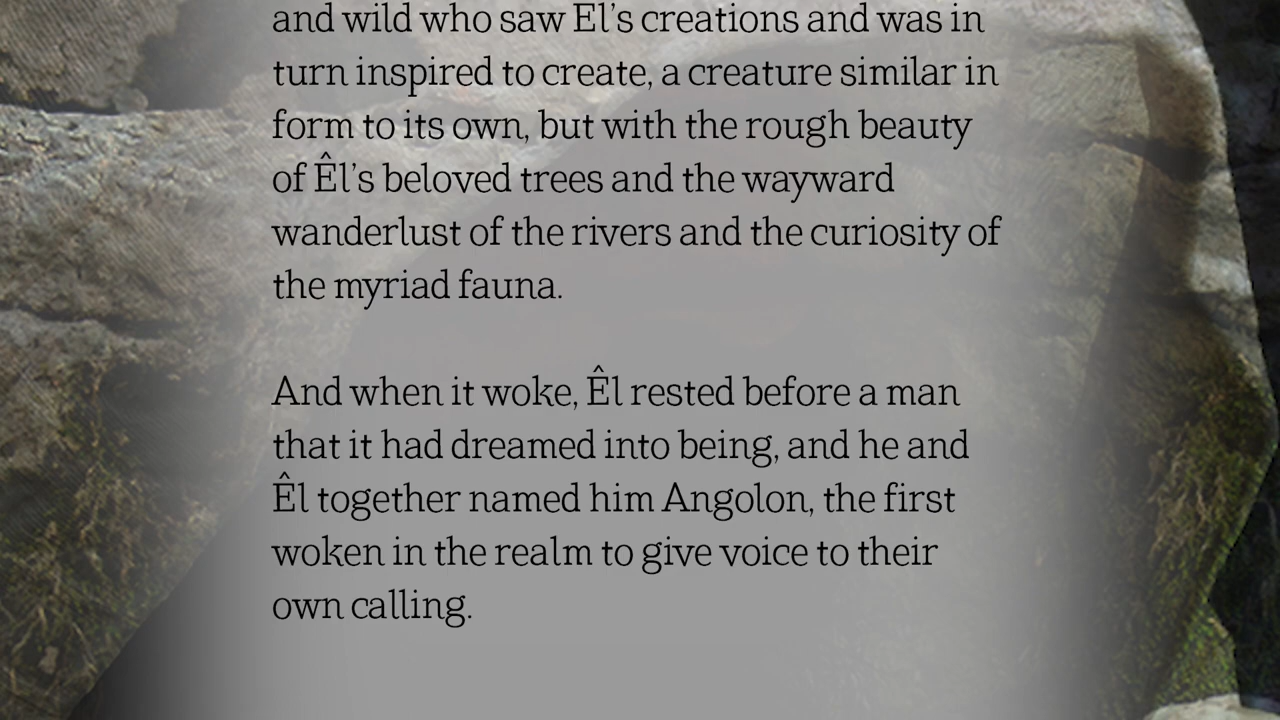 and wild who saw Êl’s creations and was in
turn inspired to create, a creature similar in
form to its own, but with the rough beauty
of Êl’s beloved trees and the wayward
wanderlust of the rivers and the curiosity of
the myriad fauna.
And when it woke, Êl rested before a man
that it had dreamed into being, and he and
Êl together named him Angolon, the first
woken in the realm to give voice to their
own calling.